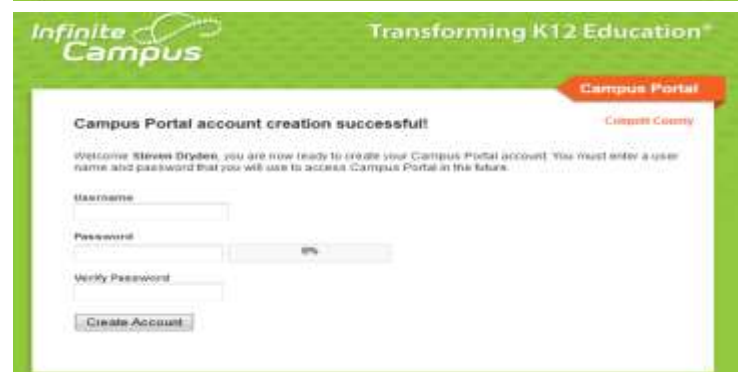 Infinite Campus
Transforming K12 Education®
Campus Portal
Campus Portal account creation successful!
County
Welcome Steven Dryden, you are now ready to create your Campus Portal account. You must enter a user
name and password that you will use to access Campus Portal in the future.
Username
Password
0%
Verify Password
Create Account